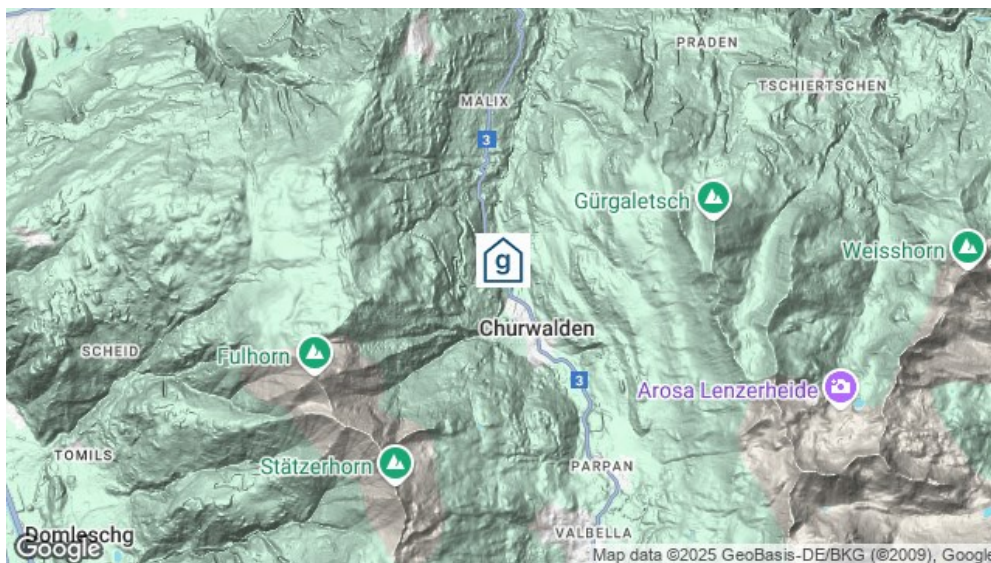 PRADEN
TSCHIERTSCHEN
MALIX
3
Gürgaletsch
Weisshorn
g
Churwalden
SCHEID
Fulhorn
3
Arosa Lenzerheide
TOMILS
Stätzerhorn
PARPAN
Domleschg
VALBELLA
Google
Map data ©2025 GeoBasis-DE/BKG (©2009), Google